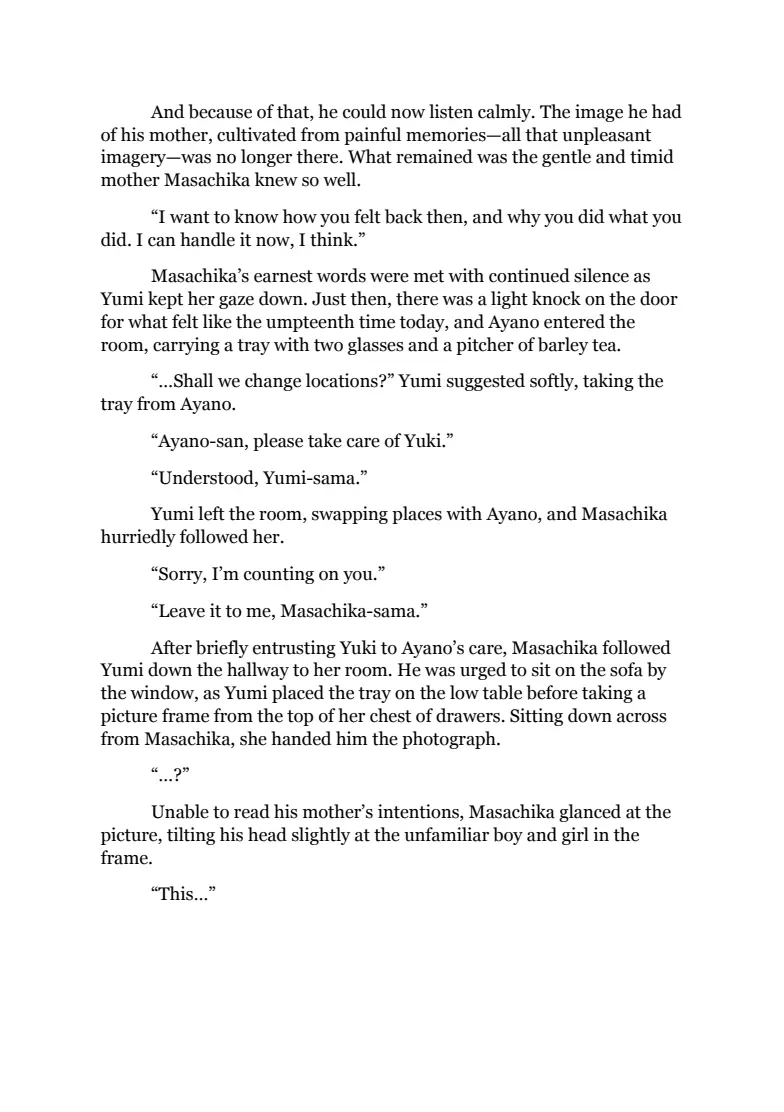 And because of that, he could now listen calmly. The image he had
of his mother, cultivated from painful memories—all that unpleasant
imagery—was no longer there. What remained was the gentle and timid
mother Masachika knew so well.
“I want to know how you felt back then, and why you did what you
did. I can handle it now, I think.”
Masachika’s earnest words were met with continued silence as
Yumi kept her gaze down. Just then, there was a light knock on the door
for what felt like the umpteenth time today, and Ayano entered the
room, carrying a tray with two glasses and a pitcher of barley tea.
“…Shall we change locations?” Yumi suggested softly, taking the
tray from Ayano.
“Ayano-san, please take care of Yuki.”
“Understood, Yumi-sama.”
Yumi left the room, swapping places with Ayano, and Masachika
hurriedly followed her.
“Sorry, I’m counting on you.”
“Leave it to me, Masachika-sama.”
After briefly entrusting Yuki to Ayano’s care, Masachika followed
Yumi down the hallway to her room. He was urged to sit on the sofa by
the window, as Yumi placed the tray on the low table before taking a
picture frame from the top of her chest of drawers. Sitting down across
from Masachika, she handed him the photograph.
“…?”
Unable to read his mother’s intentions, Masachika glanced at the
picture, tilting his head slightly at the unfamiliar boy and girl in the
frame.
“This…”